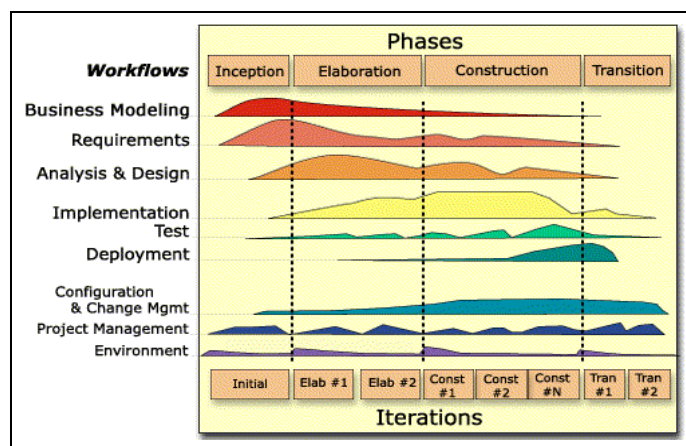 Phases
Workflows
Inception
Elaboration
Construction
Transition
Business Modeling
Requirements
Analysis & Design
Implementation
Test
Deployment
Configuration
& Change Mgmt
Project Management
Environment
Initial
Elab #1
Elab #2
Const
#1
Const
#2
Const
#N
Tran
#1
Tran
#2
Iterations